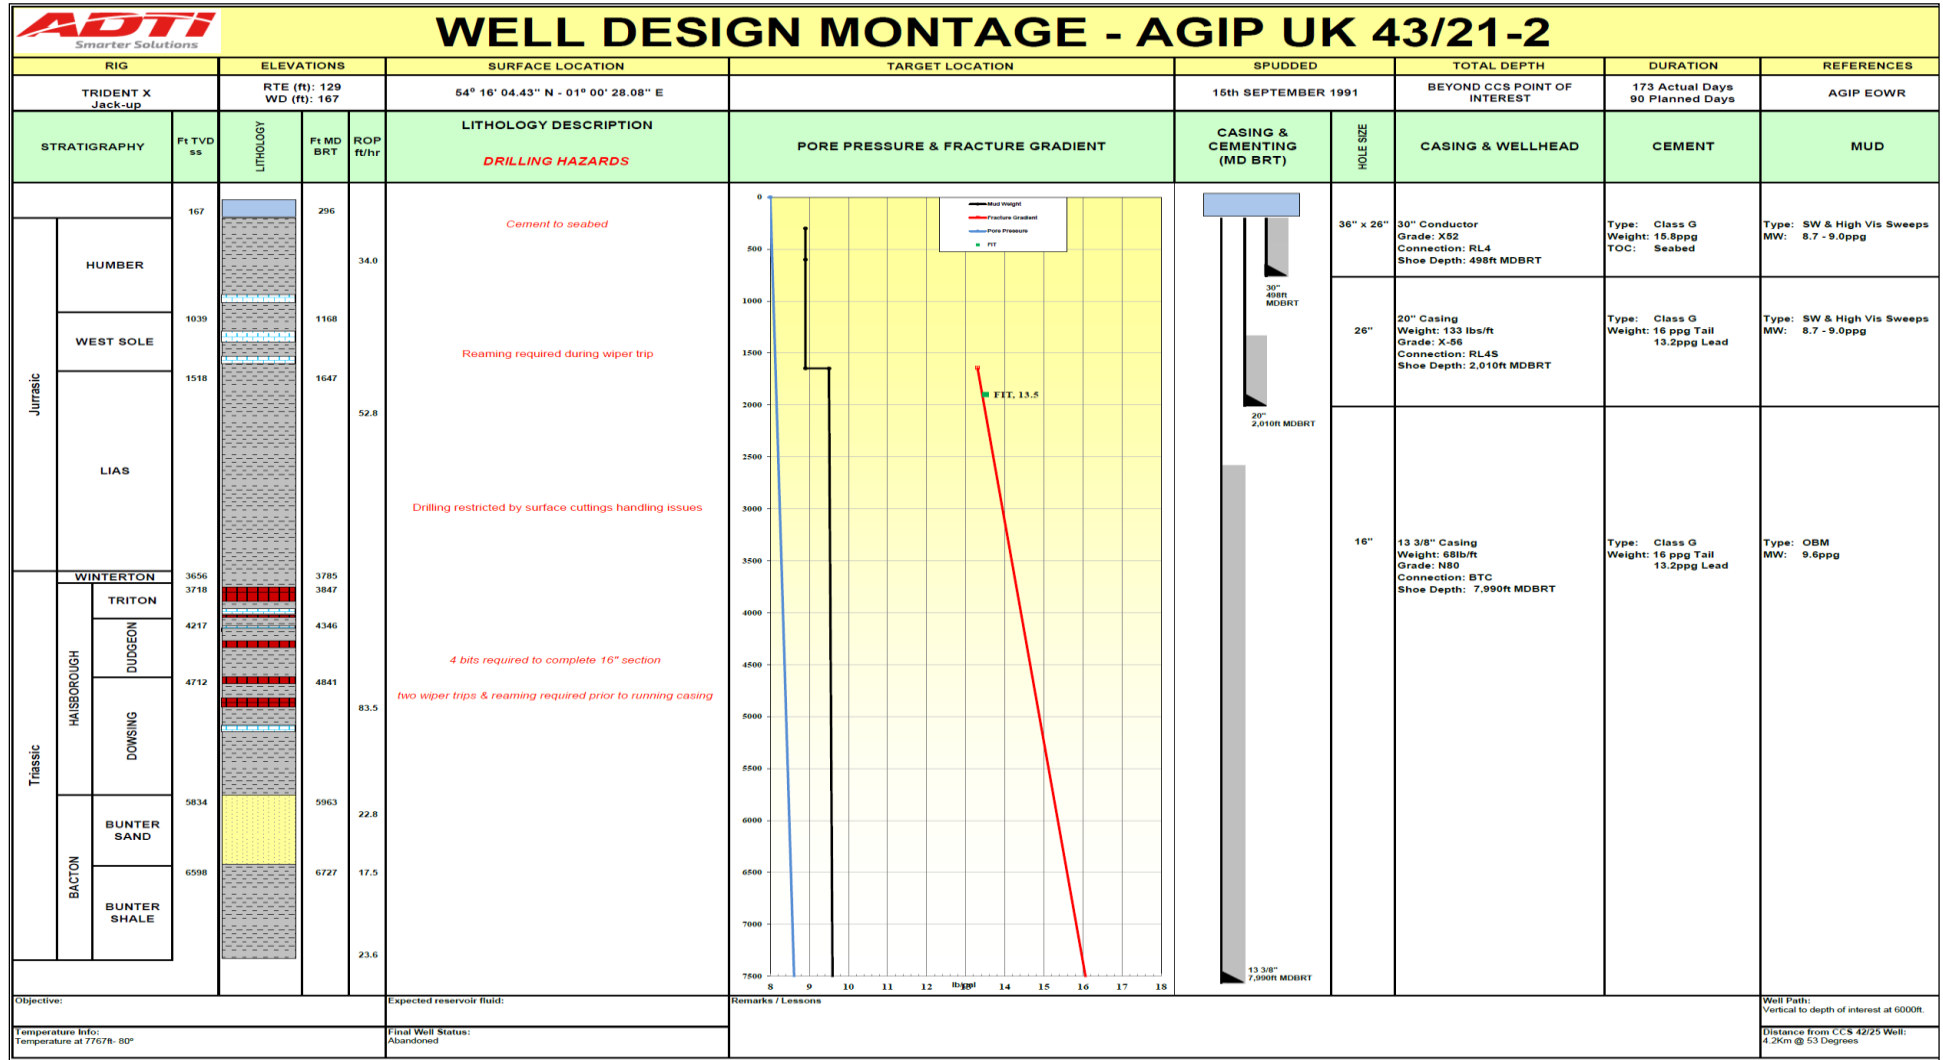 ADTI
Smarter Solutions
WELL DESIGN MONTAGE - AGIP UK 43/21-2
RIG
ELEVATIONS
SURFACE LOCATION
TARGET LOCATION
SPUDDED
TOTAL DEPTH
DURATION
REFERENCES
TRIDENT X
Jack-up
RTE (ft): 129
WD (ft): 167
54º 16' 04.43" N - 01º 00' 28.08" E
15th SEPTEMBER 1991
BEYOND CCS POINT OF
INTEREST
173 Actual Days
90 Planned Days
AGIP EOWR
STRATIGRAPHY
Ft TVD
ss
LITHOLOGY
Ft MD
BRT
ROP
ft/hr
LITHOLOGY DESCRIPTION
DRILLING HAZARDS
PORE PRESSURE & FRACTURE GRADIENT
CASING &
CEMENTING
(MD BRT)
HOLE SIZE
CASING & WELLHEAD
CEMENT
MUD
Jurrasic
HUMBER
WEST SOLE
LIAS
Triassic
WINTERTON
HAISBOROUGH
TRITON
DUDGEON
DOWSING
BACTON
BUNTER
SAND
BUNTER
SHALE
167
1039
1518
3656
3718
4217
4712
5834
6598
296
1168
1647
3785
3847
4346
4841
5963
6727
34.0
52.8
83.5
22.8
17.5
23.6
Cement to seabed
Reaming required during wiper trip
Drilling restricted by surface cuttings handling issues
4 bits required to complete 16" section
two wiper trips & reaming required prior to running casing
Mud Weight
Fracture Gradient
Pore Pressure
FIT
0
500
1000
1500
2000
2500
3000
3500
4000
4500
5000
5500
6000
6500
7000
7500
FIT, 13.5
8 9 10 11 12 13 14 15 16 17 18
lb/gal
30"
498ft
MDBRT
20"
2,010ft MDBRT
13 3/8"
7,990ft MDBRT
36" x 26"
30" Conductor
Grade: X52
Connection: RL4
Shoe Depth: 498ft MDBRT
Type: Class G
Weight: 15.8ppg
TOC: Seabed
Type: SW & High Vis Sweeps
MW: 8.7 - 9.0ppg
26"
20" Casing
Weight: 133 lbs/ft
Grade: X-56
Connection: RL4S
Shoe Depth: 2,010ft MDBRT
Type: Class G
Weight: 16 ppg Tail
13.2ppg Lead
Type: SW & High Vis Sweeps
MW: 8.7 - 9.0ppg
16"
13 3/8" Casing
Weight: 68lb/ft
Grade: N80
Connection: BTC
Shoe Depth: 7,990ft MDBRT
Type: Class G
Weight: 16 ppg Tail
13.2ppg Lead
Type: OBM
MW: 9.6ppg
Objective:
Expected reservoir fluid:
Remarks / Lessons
Well Path:
Vertical to depth of interest at 6000ft.
Temperature Info:
Temperature at 7767ft- 80º
Final Well Status:
Abandoned
Distance from CCS 42/25 Well:
4.2Km @ 53 Degrees